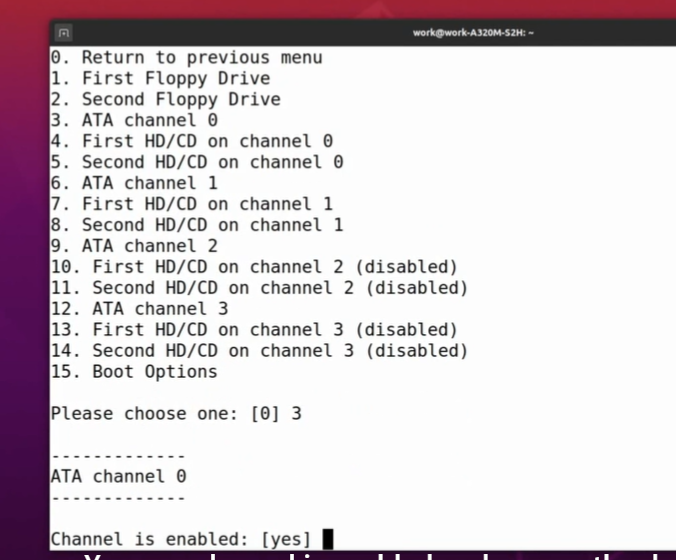 work@work-A320M-S2H: ~
0. Return to previous menu
1. First Floppy Drive
2. Second Floppy Drive
3. ATA channel 0
4. First HD/CD on channel 0
5. Second HD/CD on channel 0
6. ATA channel 1
7. First HD/CD on channel 1
8. Second HD/CD on channel 1
9. ATA channel 2
10. First HD/CD on channel 2 (disabled)
11. Second HD/CD on channel 2 (disabled)
12. ATA channel 3
13. First HD/CD on channel 3 (disabled)
14. Second HD/CD on channel 3 (disabled)
15. Boot Options
Please choose one: [0] 3
-------------
ATA channel 0
-------------
Channel is enabled: [yes]